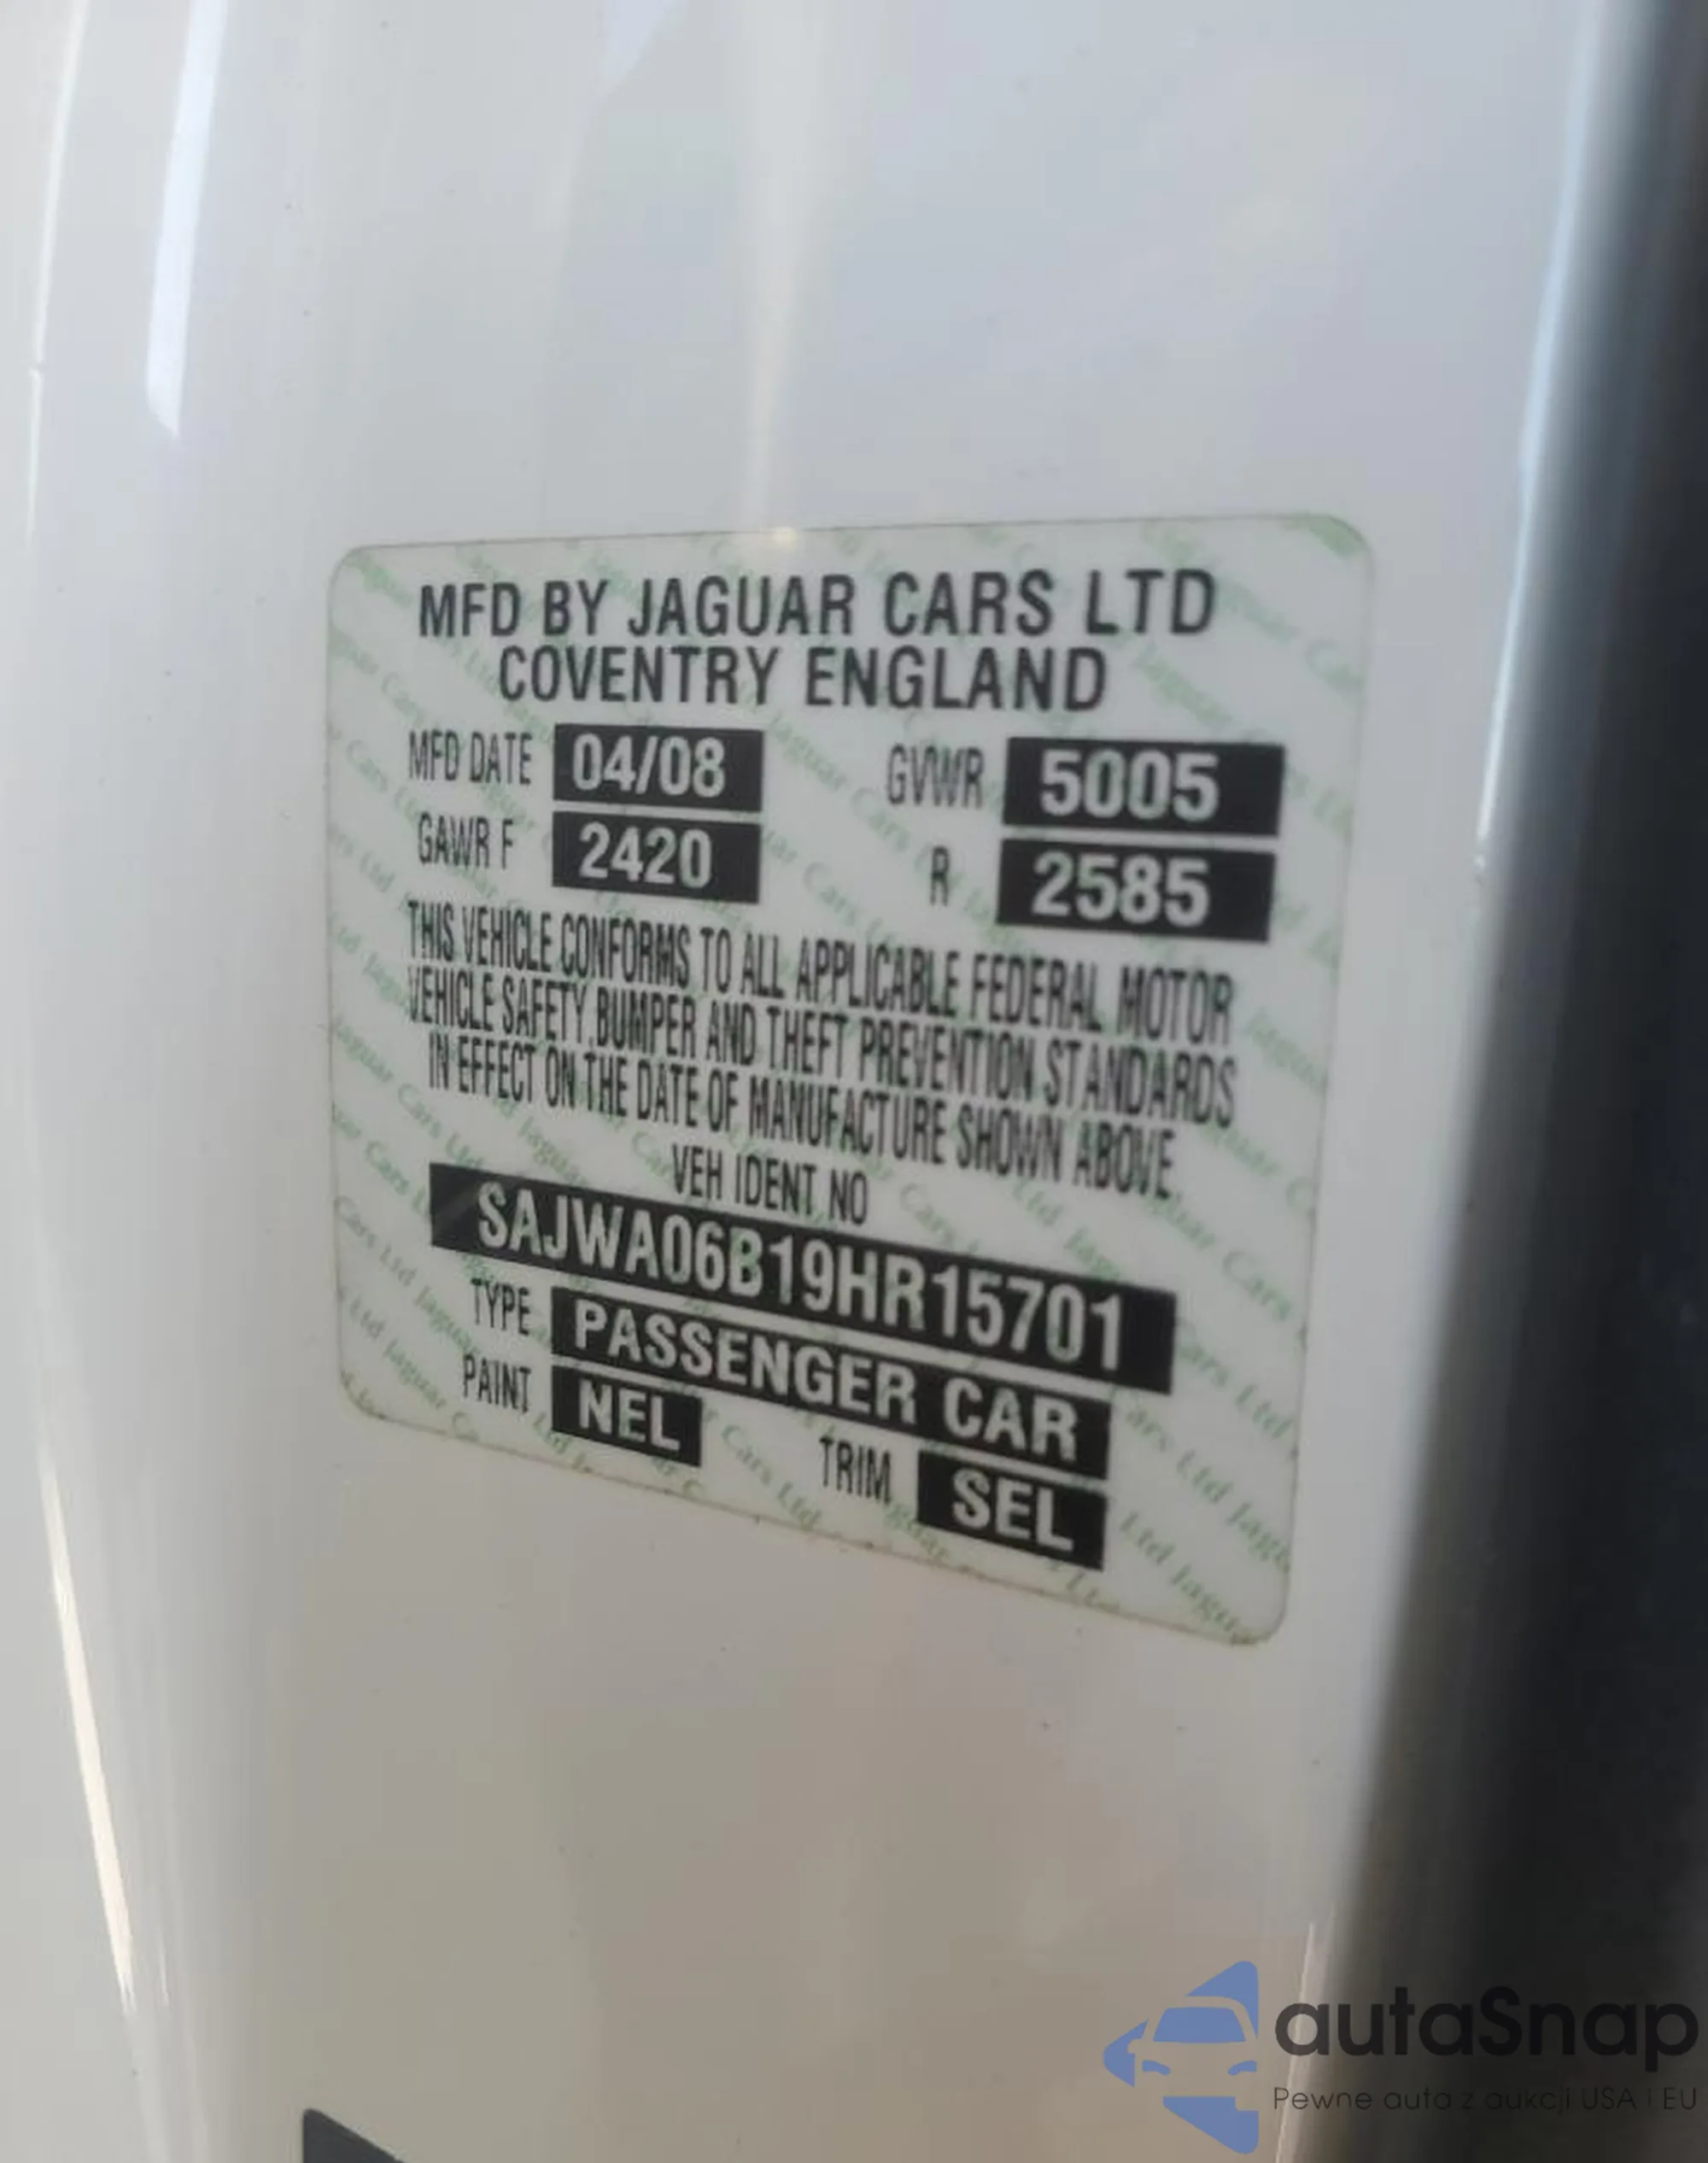 MFD BY JAGUAR CARS LTD
COVENTRY ENGLAND
MFD DATE 04/08 GVWR 5005
GAWR F 2420 R 2585
THIS VEHICLE CONFORMS TO ALL APPLICABLE FEDERAL MOTOR
VEHICLE SAFETY, BUMPER AND THEFT PREVENTION STANDARDS
IN EFFECT ON THE DATE OF MANUFACTURE SHOWN ABOVE.
VEH IDENT NO
SAJWA06B19HR15701
TYPE PASSENGER CAR
PAINT NEL TRIM SEL
autaSnap
Pewne auta z aukcji USA i EU